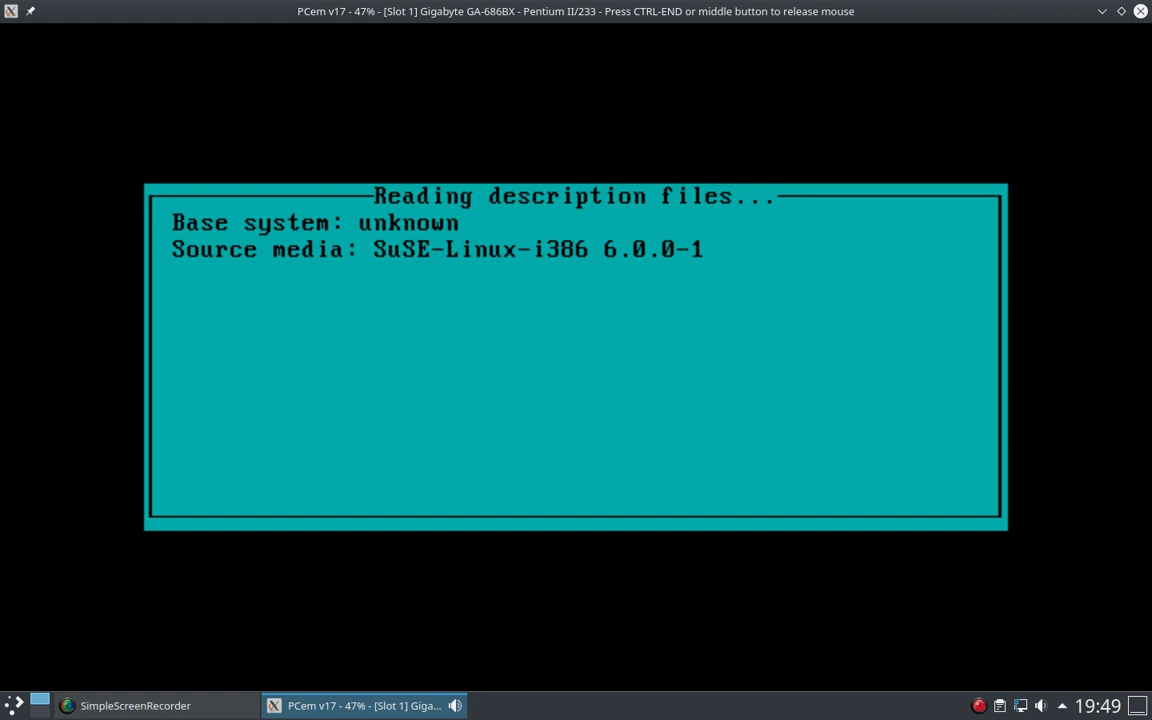 PCem v17 - 47% - [Slot 1] Gigabyte GA-686BX - Pentium II/233 - Press CTRL-END or middle button to release mouse
Reading description files...
Base system: unknown
Source media: SuSE-Linux-i386 6.0.0-1
SimpleScreenRecorder
PCem v17 - 47% - [Slot 1] Giga...
19:49